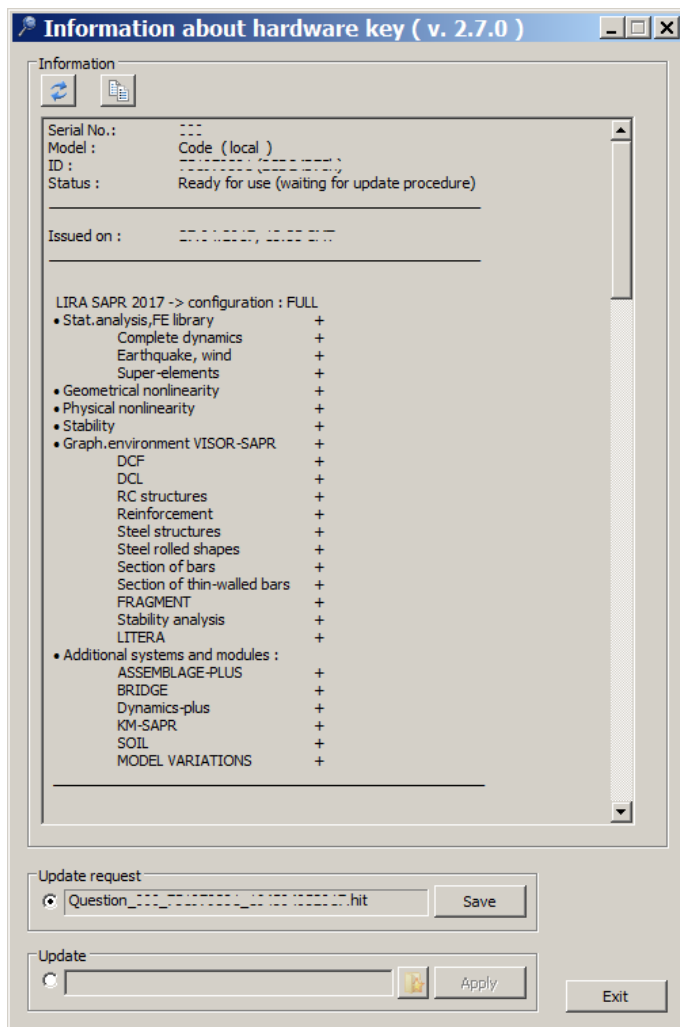 Information about hardware key ( v. 2.7.0 )
Information
Serial No.:
Model : Code ( local )
ID :
Status : Ready for use (waiting for update procedure)
Issued on :
LIRA SAPR 2017 -> configuration : FULL
• Stat.analysis,FE library +
Complete dynamics +
Earthquake, wind +
Super-elements +
• Geometrical nonlinearity +
• Physical nonlinearity +
• Stability +
• Graph.environment VISOR-SAPR +
DCF +
DCL +
RC structures +
Reinforcement +
Steel structures +
Steel rolled shapes +
Section of bars +
Section of thin-walled bars +
FRAGMENT +
Stability analysis +
LITERA +
• Additional systems and modules :
ASSEMBLAGE-PLUS +
BRIDGE +
Dynamics-plus +
KM-SAPR +
SOIL +
MODEL VARIATIONS +
Update request
Save
Update
Apply
Exit